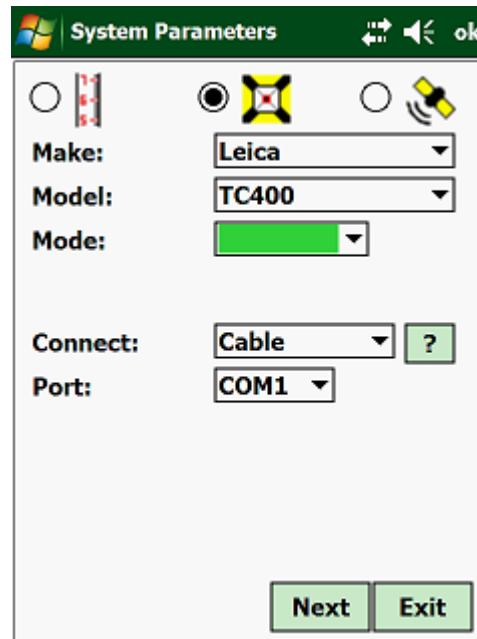 System Parameters ok
Make: Leica
Model: TC400
Mode:
Connect: Cable ?
Port: COM1
Next Exit